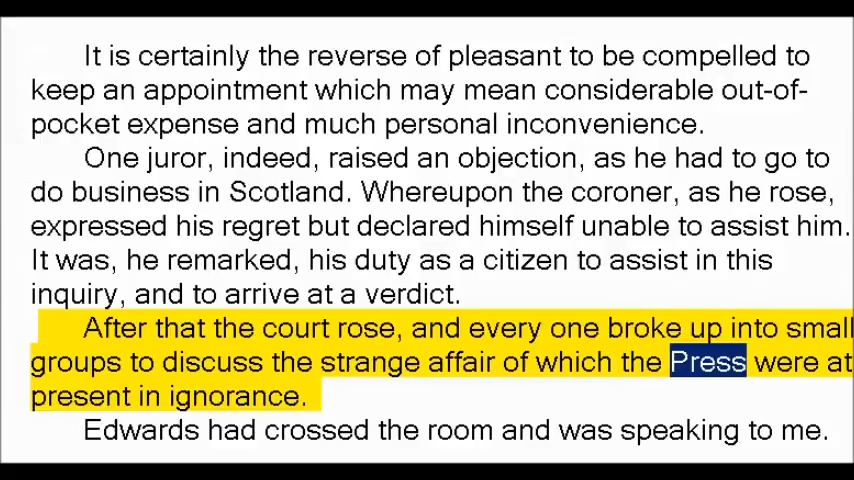 It is certainly the reverse of pleasant to be compelled to
keep an appointment which may mean considerable out-of-
pocket expense and much personal inconvenience.
One juror, indeed, raised an objection, as he had to go to
do business in Scotland. Whereupon the coroner, as he rose,
expressed his regret but declared himself unable to assist him.
It was, he remarked, his duty as a citizen to assist in this
inquiry, and to arrive at a verdict.
After that the court rose, and every one broke up into small
groups to discuss the strange affair of which the Press were at
present in ignorance.
Edwards had crossed the room and was speaking to me.